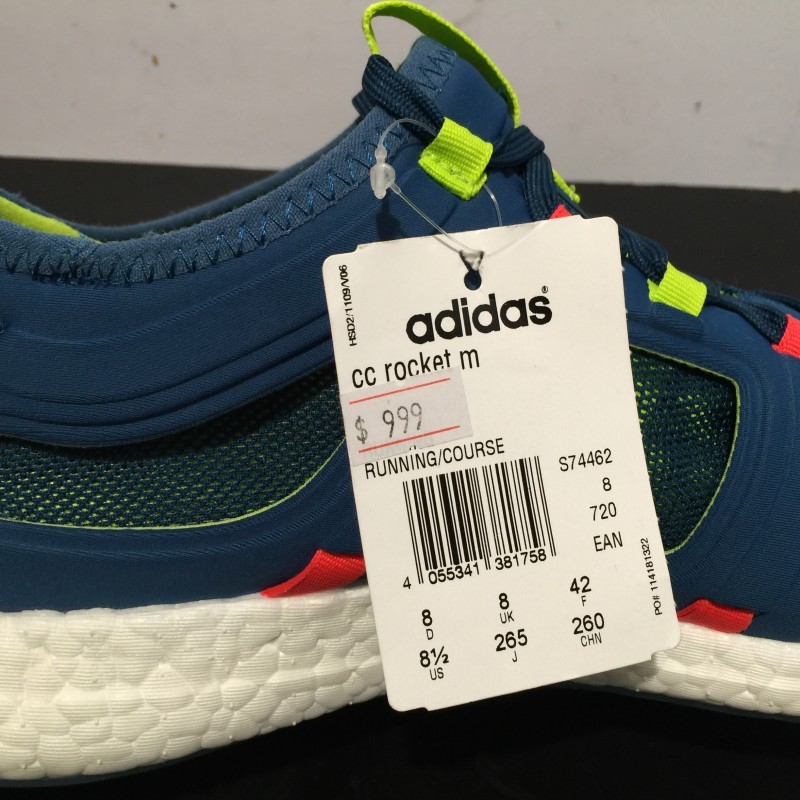 HSD2/1109/V06
adidas®
cc rocket m
$ 999
RUNNING/COURSE
S74462
8
720
EAN
4 055341 381758
PO# 114181322
8 8 42
D UK F
8½ 265 260
US J CHN